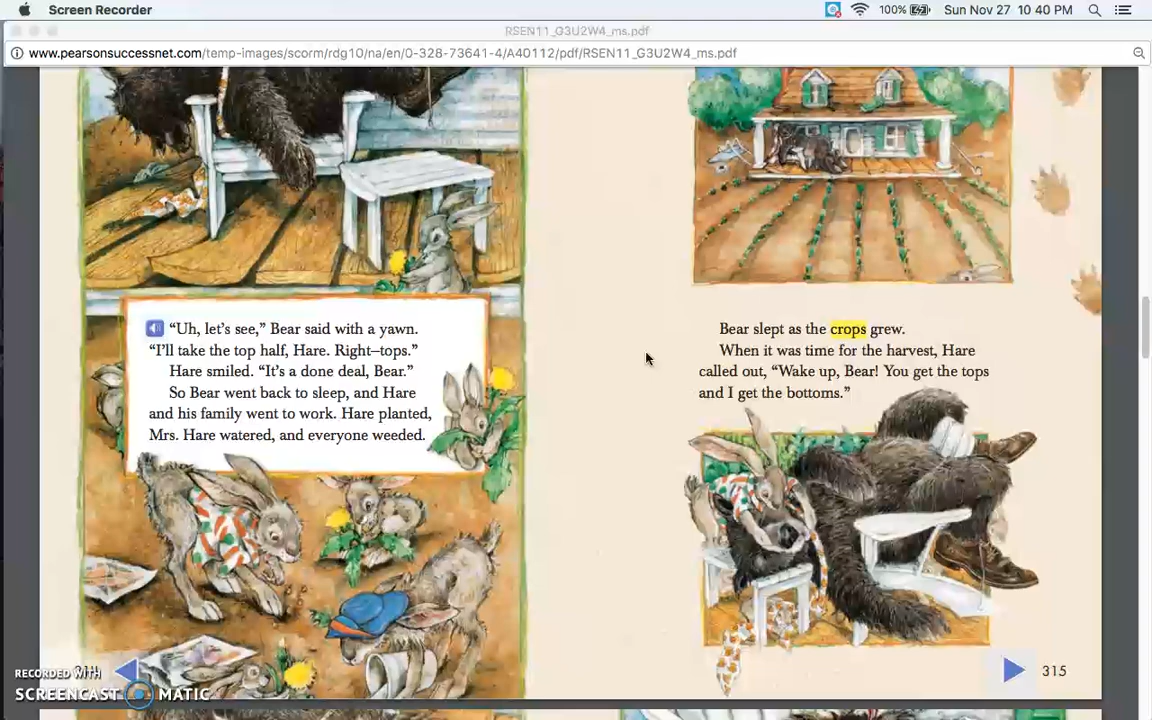 Screen Recorder
100%
Sun Nov 27 10:40 PM
RSEN11_G3U2W4_ms.pdf
www.pearsonsuccessnet.com/temp-images/scorm/rdg10/na/en/0-328-73641-4/A40112/pdf/RSEN11_G3U2W4_ms.pdf
“Uh, let’s see,” Bear said with a yawn.
“I’ll take the top half, Hare. Right–tops.”
Hare smiled. “It’s a done deal, Bear.”
So Bear went back to sleep, and Hare
and his family went to work. Hare planted,
Mrs. Hare watered, and everyone weeded.
Bear slept as the crops grew.
When it was time for the harvest, Hare
called out, “Wake up, Bear! You get the tops
and I get the bottoms.”
315
RECORDED WITH
SCREENCAST MATIC